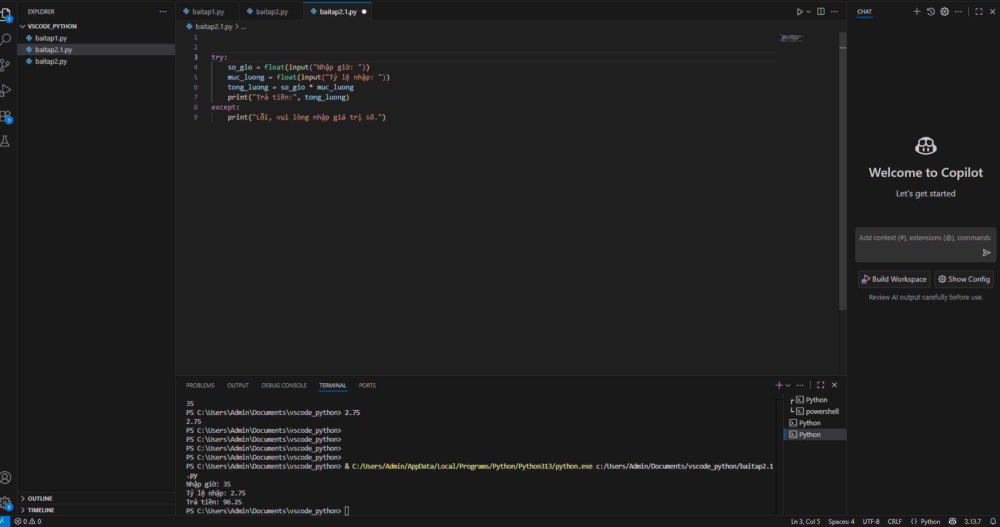 EXPLORER
VSCODE_PYTHON
baitap1.py
baitap2.1.py
baitap2.py
OUTLINE
TIMELINE
baitap1.py baitap2.py baitap2.1.py
baitap2.1.py > ...
1
2
3 try:
4 so_gio = float(input("Nhập giờ: "))
5 muc_luong = float(input("Tỷ lệ nhập: "))
6 tong_luong = so_gio * muc_luong
7 print("Trả tiền:", tong_luong)
8 except:
9 print("Lỗi, vui lòng nhập giá trị số.")
PROBLEMS OUTPUT DEBUG CONSOLE TERMINAL PORTS
35
PS C:\Users\Admin\Documents\vscode_python> 2.75
2.75
PS C:\Users\Admin\Documents\vscode_python>
PS C:\Users\Admin\Documents\vscode_python>
PS C:\Users\Admin\Documents\vscode_python>
PS C:\Users\Admin\Documents\vscode_python>
PS C:\Users\Admin\Documents\vscode_python> & C:/Users/Admin/AppData/Local/Programs/Python/Python313/python.exe c:/Users/Admin/Documents/vscode_python/baitap2.1
.py
Nhập giờ: 35
Tỷ lệ nhập: 2.75
Trả tiền: 96.25
PS C:\Users\Admin\Documents\vscode_python>
Python
powershell
Python
Python
CHAT
Welcome to Copilot
Let's get started
Add context (#), extensions (@), commands
Build Workspace Show Config
Review AI output carefully before use.
1
1
1
0 0
Ln 3, Col 5 Spaces: 4 UTF-8 CRLF {} Python 3.13.7